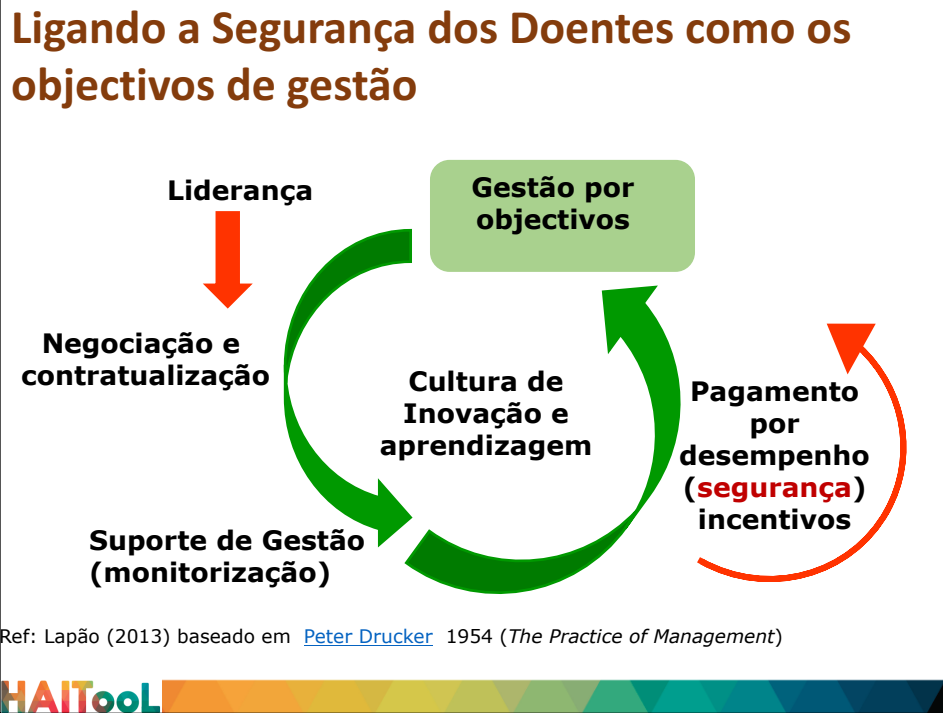 Ligando a Segurança dos Doentes como os
objectivos de gestão
Liderança
Gestão por
objectivos
Negociação e
contratualização
Cultura de
Inovação e
aprendizagem
Pagamento
por
desempenho
(segurança)
incentivos
Suporte de Gestão
(monitorização)
Ref: Lapão (2013) baseado em Peter Drucker 1954 (The Practice of Management)
HAITooL